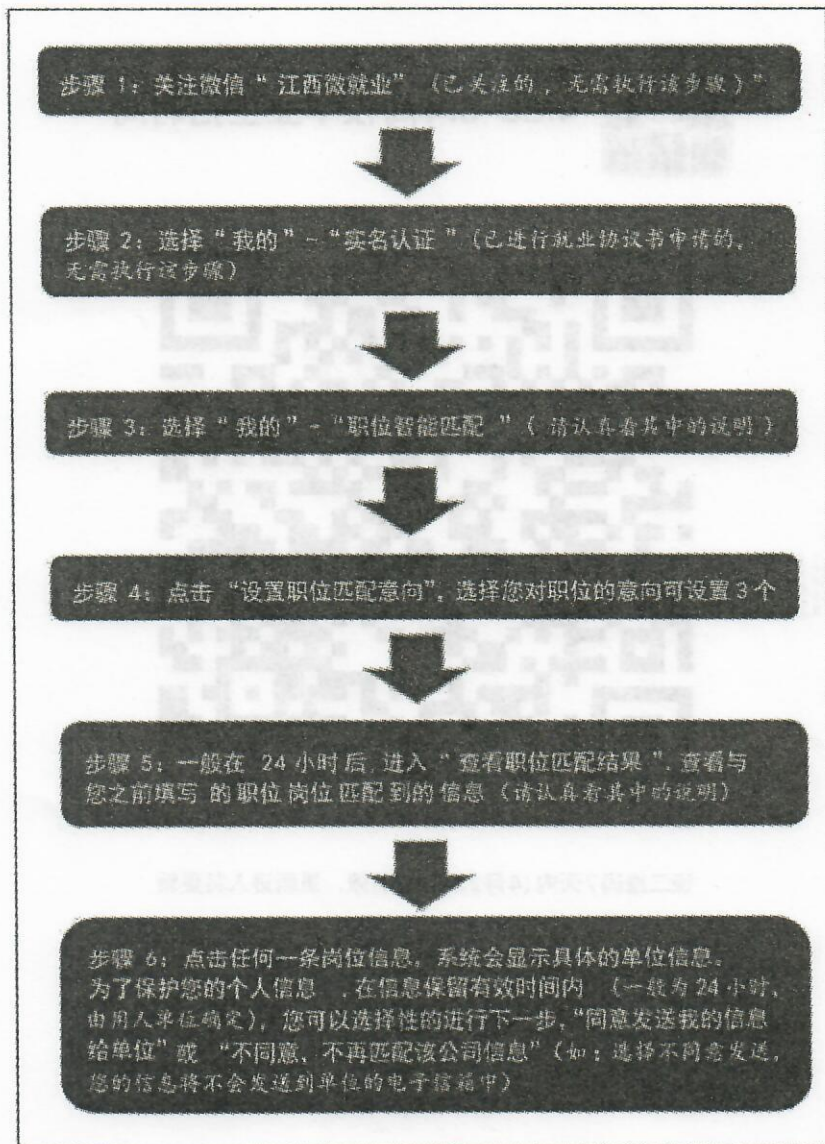 步骤 1：关注微信“江西微就业”（已关注的，无需执行该步骤）”
步骤 2：选择“我的”-“实名认证”（已进行就业协议书申请的，
无需执行该步骤）
步骤 3：选择“我的”-“职位智能匹配”（请认真看其中的说明）
步骤 4：点击“设置职位匹配意向”，选择您对职位的意向可设置3个
步骤 5：一般在 24小时后，进入“查看职位匹配结果”，查看与
您之前填写的职位岗位匹配到的信息（请认真看其中的说明）
步骤 6：点击任何一条岗位信息，系统会显示具体的单位信息。
为了保护您的个人信息，在信息保留有效时间内（一般为24小时，
由用人单位确定），您可以选择性的进行下一步，“同意发送我的信息
给单位”或“不同意，不再匹配该公司信息”（如：选择不同意发送，
您的信息将不会发送到单位的电子信箱中）